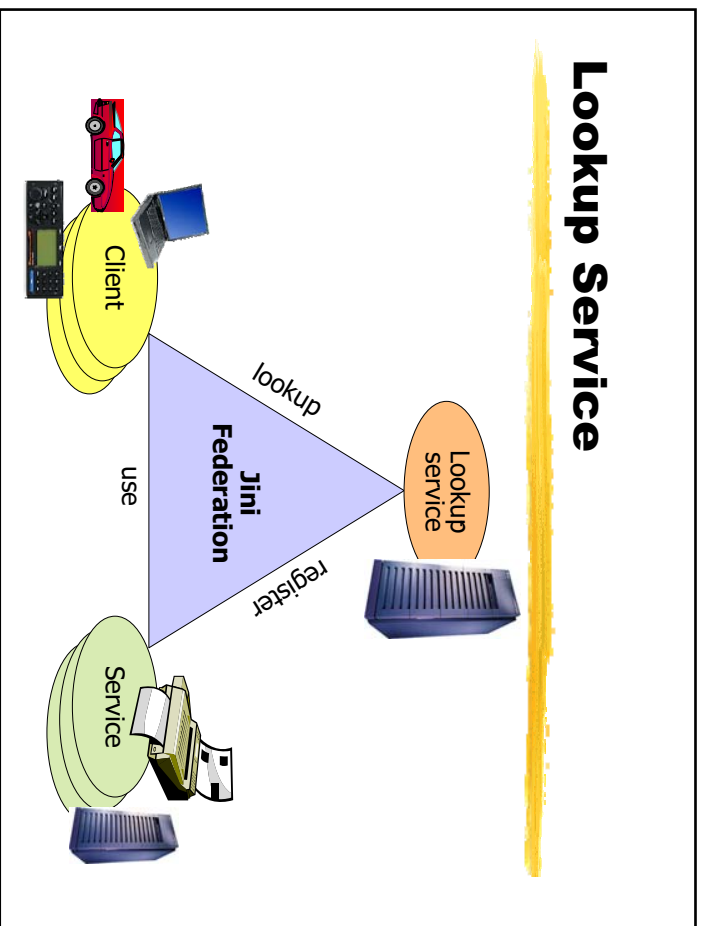 Lookup Service
Lookup
service
lookup
register
Jini
Federation
Client
use
Service